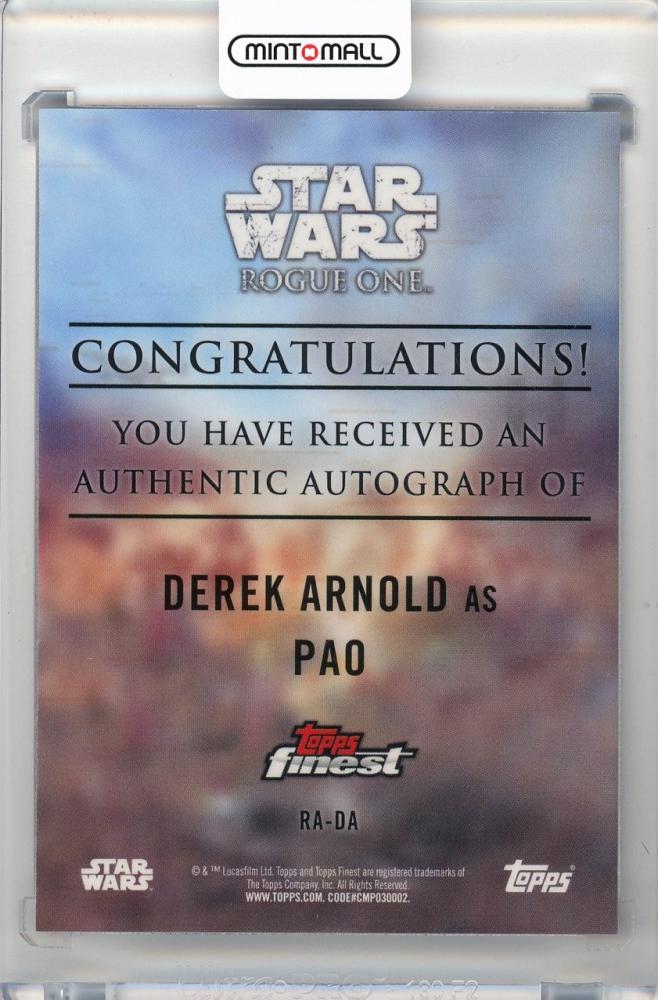 MINTMALL
STAR
WARS
ROGUE ONE™
CONGRATULATIONS!
YOU HAVE RECEIVED AN
AUTHENTIC AUTOGRAPH OF
DEREK ARNOLD AS
PAO
topps
finest
RA-DA
STAR
WARS
© & ™ Lucasfilm Ltd. Topps and Topps Finest are registered trademarks of
The Topps Company, Inc. All Rights Reserved.
WWW.TOPPS.COM. CODE#CMP030002.
topps®